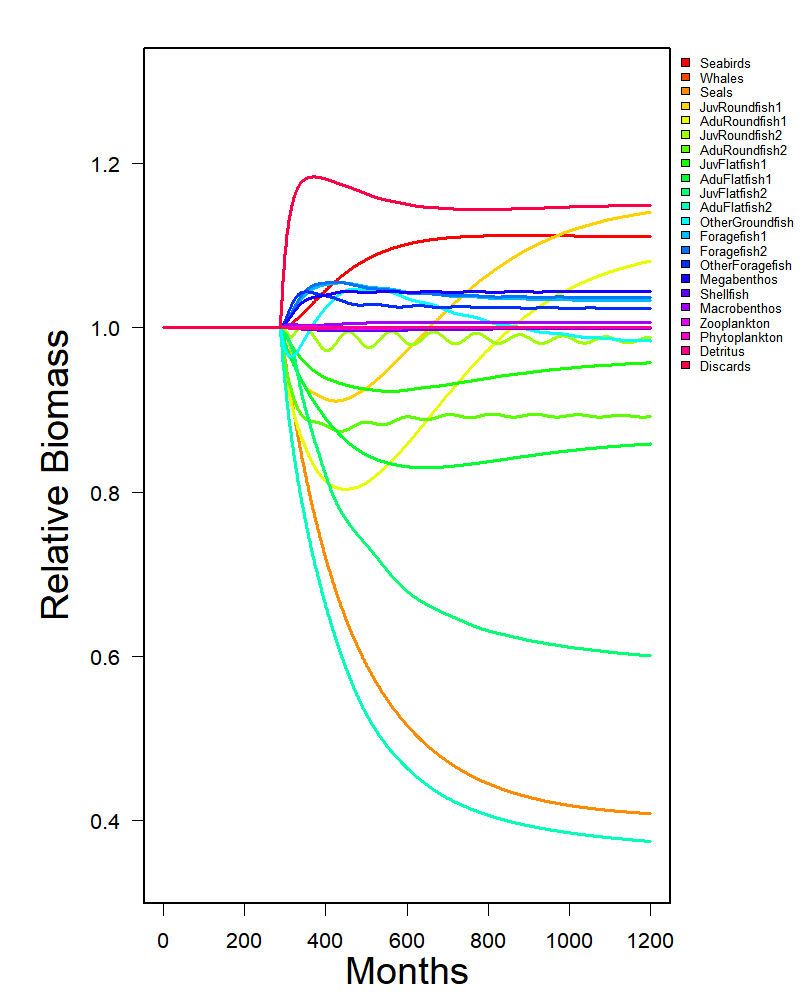 Relative Biomass
1.2
1.0
0.8
0.6
0.4
0 200 400 600 800 1000 1200
Months
Seabirds
Whales
Seals
JuvRoundfish1
AduRoundfish1
JuvRoundfish2
AduRoundfish2
JuvFlatfish1
AduFlatfish1
JuvFlatfish2
AduFlatfish2
OtherGroundfish
Foragefish1
Foragefish2
OtherForagefish
Megabenthos
Shellfish
Macrobenthos
Zooplankton
Phytoplankton
Detritus
Discards